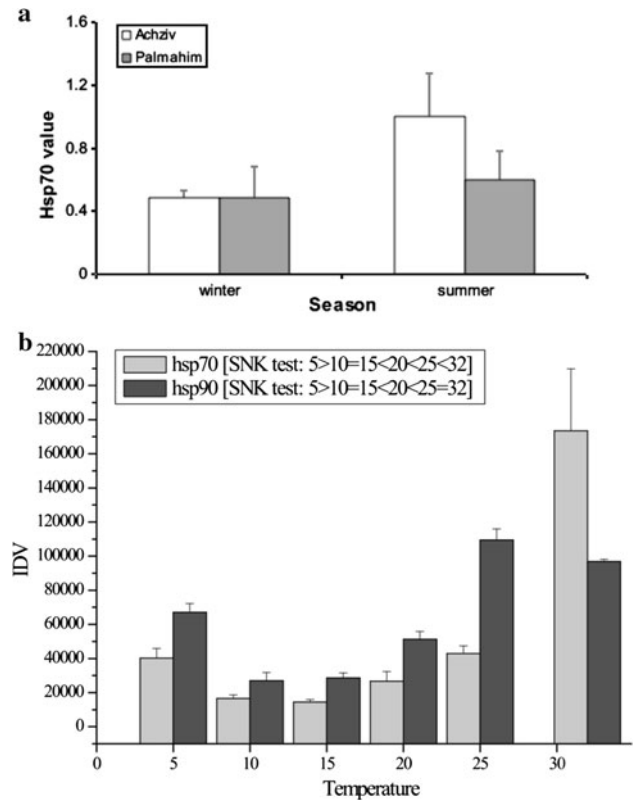 a
Achziv
Palmahim
Hsp70 value
1.6
1.2
0.8
0.4
0
winter
summer
Season
b
hsp70 [SNK test: 5>10=15<20<25<32]
hsp90 [SNK test: 5>10=15<20<25=32]
IDV
220000
200000
180000
160000
140000
120000
100000
80000
60000
40000
20000
0
0
5
10
15
20
25
30
Temperature